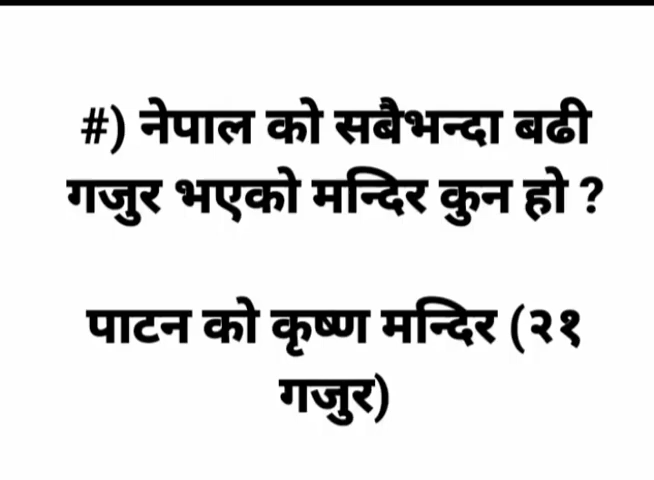 #) नेपाल को सबैभन्दा बढी
गजुर भएको मन्दिर कुन हो ?
पाटन को कृष्ण मन्दिर (२१
गजुर)